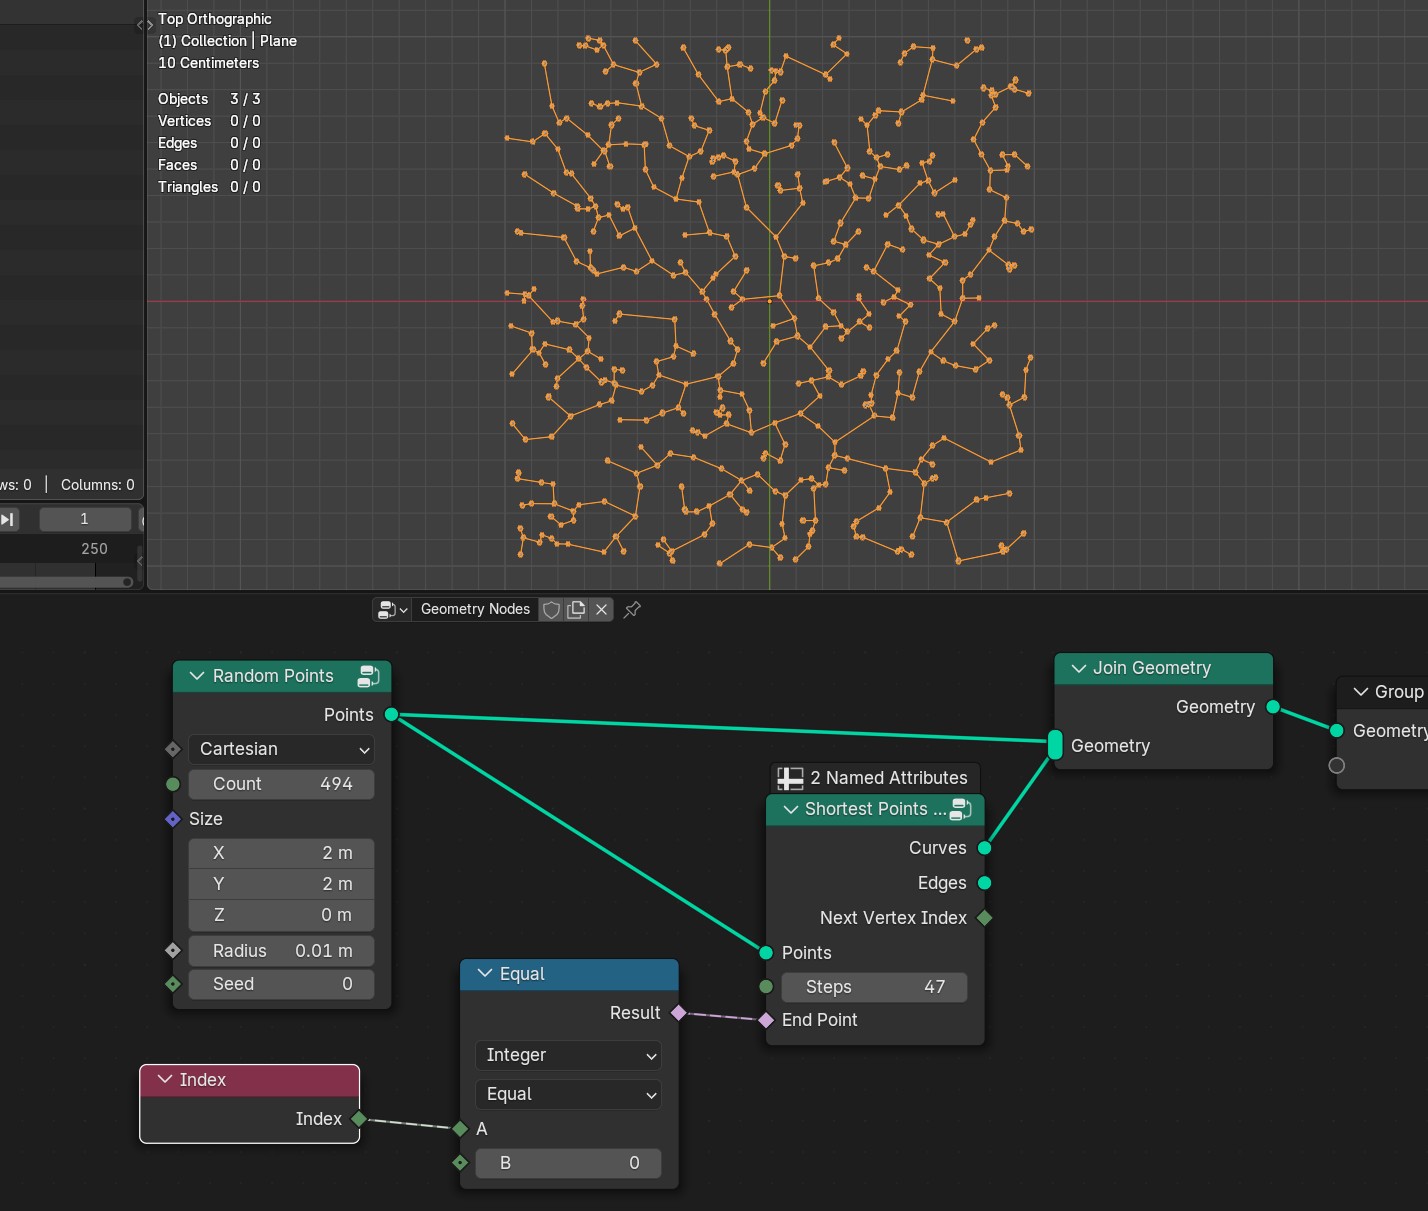 Top Orthographic
(1) Collection | Plane
10 Centimeters
Objects 3 / 3
Vertices 0 / 0
Edges 0 / 0
Faces 0 / 0
Triangles 0 / 0
ws: 0 | Columns: 0
1
250
Geometry Nodes
Random Points
Points
Cartesian
Count 494
Size
X 2 m
Y 2 m
Z 0 m
Radius 0.01 m
Seed 0
Index
Index
Equal
Result
Integer
Equal
A
B 0
2 Named Attributes
Shortest Points ...
Curves
Edges
Next Vertex Index
Points
Steps 47
End Point
Join Geometry
Geometry
Geometry
Group
Geometry